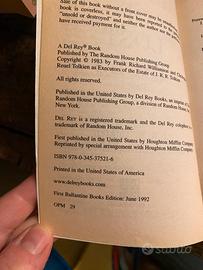 Sale of this book without a front cover may be
book is coverless, it may have been reported to the
"unsold or destroyed" and neither the author nor the
have received payment for it.
A Del Rey® Book
Published by The Random House Publishing Group
Copyright © 1983 by Frank Richard Williamson and Christopher
Reuel Tolkien as Executors of the Estate of J. R. R. Tolkien
All rights reserved.
Published in the United States by Del Rey Books, an imprint of
Random House Publishing Group, a division of Random
New York.
DEL REY is a registered trademark and the Del Rey colophon is
trademark of Random House, Inc.
First published in the United States by Houghton Mifflin Company.
Reprinted by special arrangement with Houghton Mifflin Company.
ISBN 978-0-345-37521-6
Printed in the United States of America
www.delreybooks.com
First Ballantine Books Edition: June 1992
OPM 29
subito